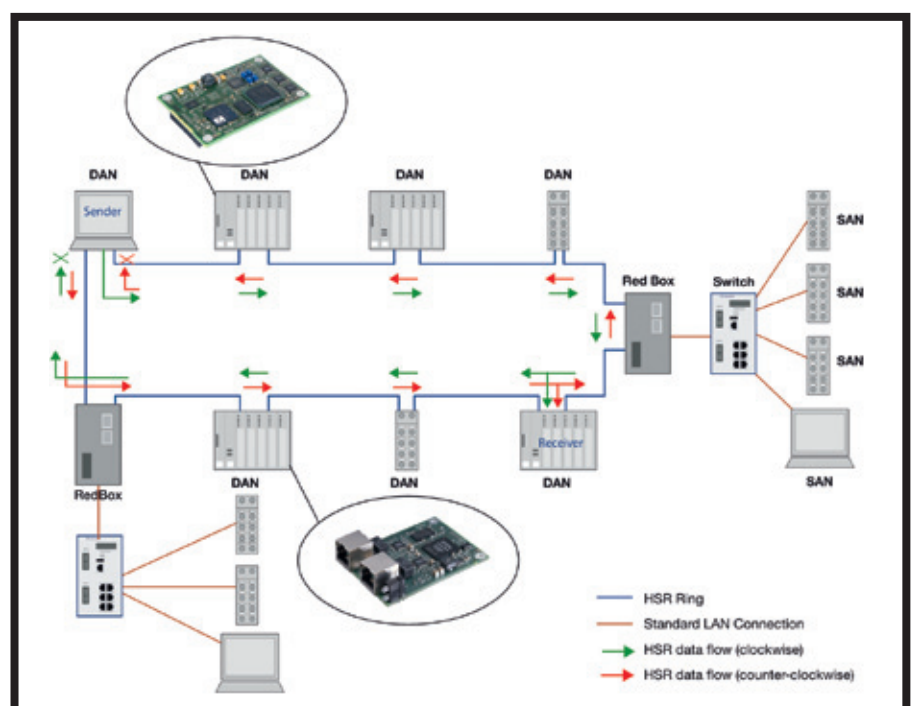 DAN
DAN
DAN
DAN
Sender
SAN
Red Box
Switch
SAN
SAN
Receiver
SAN
RedBox
DAN
DAN
DAN
HSR Ring
Standard LAN Connection
HSR data flow (clockwise)
HSR data flow (counter-clockwise)